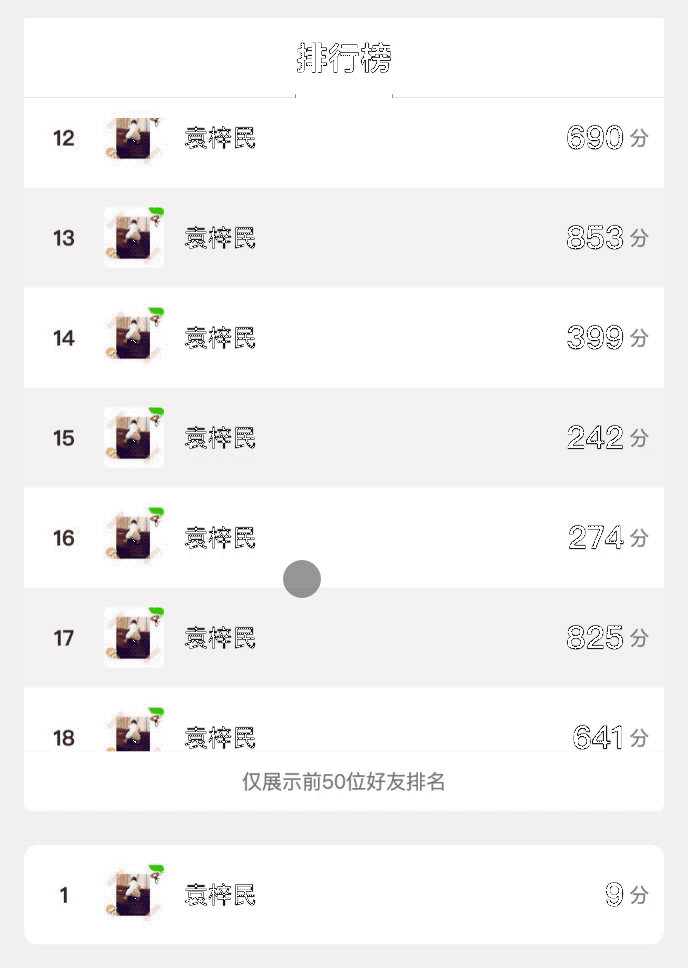 排行榜
12 袁梓民 690 分
13 袁梓民 853 分
14 袁梓民 399 分
15 袁梓民 242 分
16 袁梓民 274 分
17 袁梓民 825 分
18 袁梓民 641 分
仅展示前50位好友排名
1 袁梓民 9 分